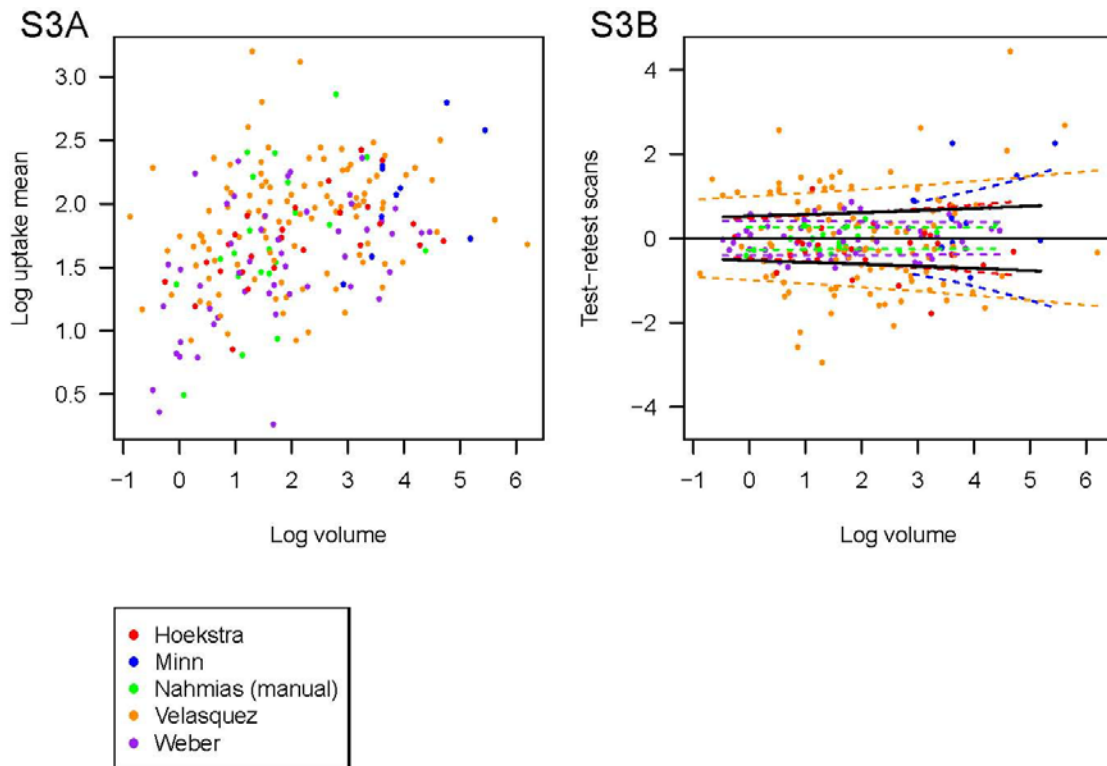 S3A
S3B
3.0
2.5
2.0
1.5
1.0
0.5
Log uptake mean
−1 0 1 2 3 4 5 6
Log volume
4
2
0
−2
−4
Test−retest scans
−1 0 1 2 3 4 5 6
Log volume
Hoekstra
Minn
Nahmias (manual)
Velasquez
Weber